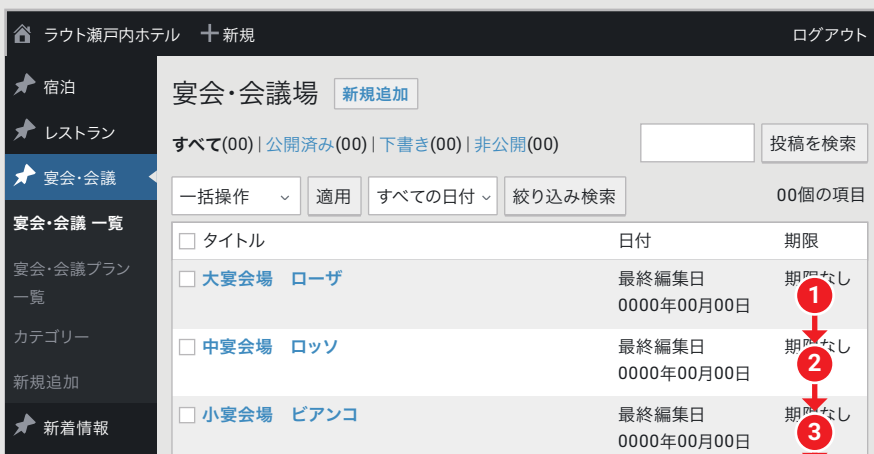 ラウト瀬戸内ホテル 新規 ログアウト
宿泊
レストラン
宴会・会議
宴会・会議 一覧
宴会・会議プラン
一覧
カテゴリー
新規追加
新着情報
宴会・会議場 新規追加
すべて(00) | 公開済み(00) | 下書き(00) | 非公開(00) 投稿を検索
一括操作 適用 すべての日付 絞り込み検索 00個の項目
タイトル 日付 期限
大宴会場 ローザ 最終編集日 期限なし
0000年00月00日
1
中宴会場 ロッソ 最終編集日 期限なし
0000年00月00日
2
小宴会場 ビアンコ 最終編集日 期限なし
0000年00月00日
3